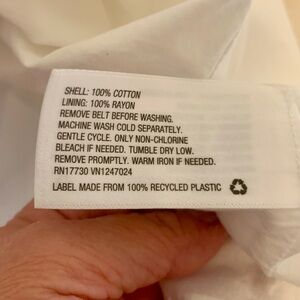 SHELL: 100% COTTON
LINING: 100% RAYON
REMOVE BELT BEFORE WASHING.
MACHINE WASH COLD SEPARATELY.
GENTLE CYCLE. ONLY NON-CHLORINE
BLEACH IF NEEDED. TUMBLE DRY LOW.
REMOVE PROMPTLY. WARM IRON IF NEEDED.
RN17730 VN1247024
LABEL MADE FROM 100% RECYCLED PLASTIC